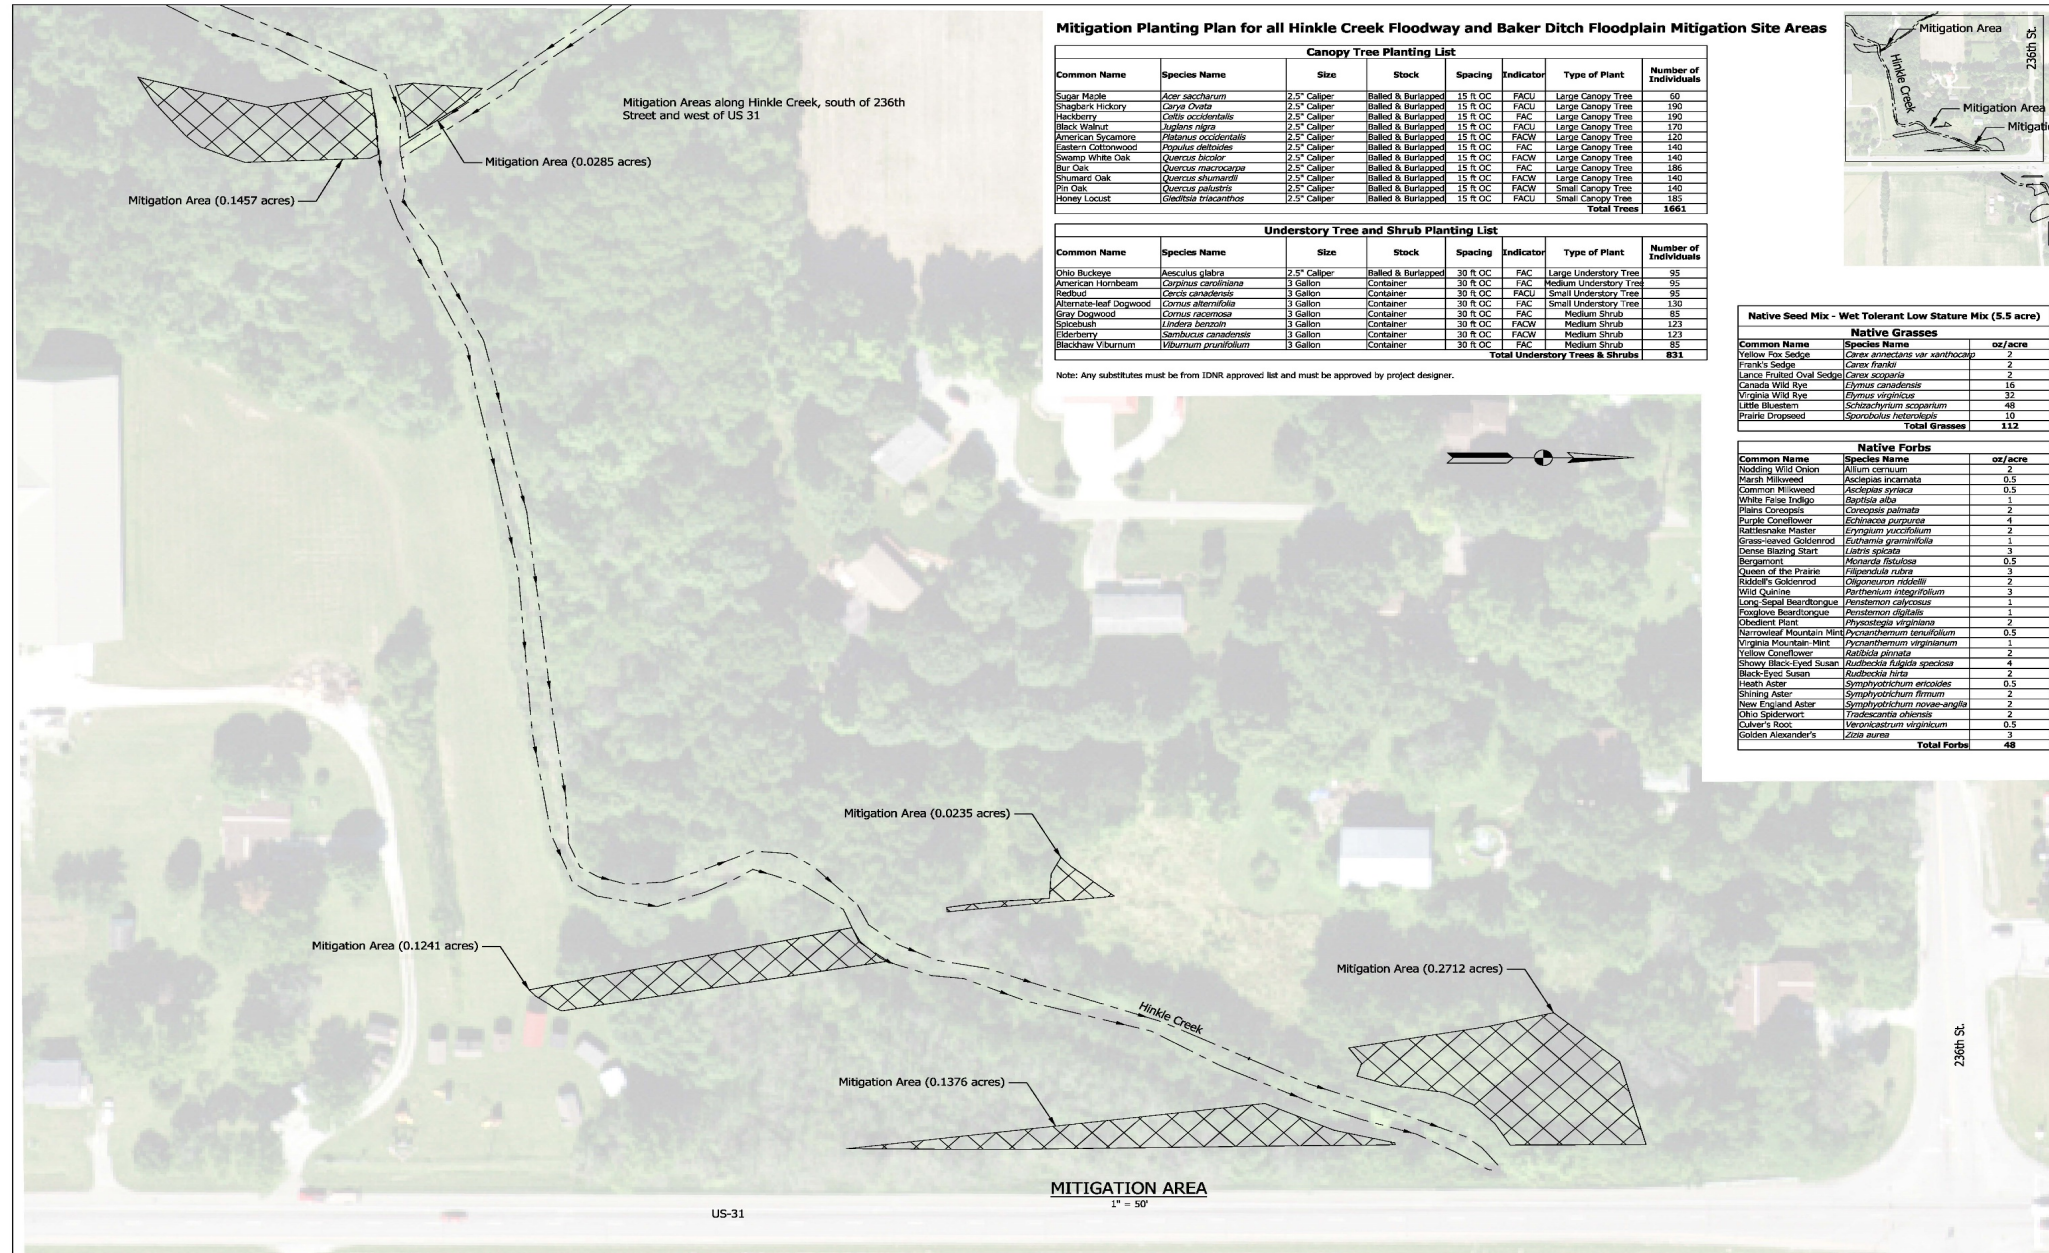 Mitigation Planting Plan for all Hinkle Creek Floodway and Baker Ditch Floodplain Mitigation Site Areas
Canopy Tree Planting List
Common Name Species Name Size Stock Spacing Indicator Type of Plant Number of Individuals
Sugar Maple Acer saccharum 2.5" Caliper Balled & Burlapped 15 ft OC FACU Large Canopy Tree 60
Shagbark Hickory Carya Ovata 2.5" Caliper Balled & Burlapped 15 ft OC FACU Large Canopy Tree 190
Hackberry Celtis occidentalis 2.5" Caliper Balled & Burlapped 15 ft OC FAC Large Canopy Tree 190
Black Walnut Juglans nigra 2.5" Caliper Balled & Burlapped 15 ft OC FACU Large Canopy Tree 170
American Sycamore Platanus occidentalis 2.5" Caliper Balled & Burlapped 15 ft OC FACW Large Canopy Tree 120
Eastern Cottonwood Populus deltoides 2.5" Caliper Balled & Burlapped 15 ft OC FAC Large Canopy Tree 140
Swamp White Oak Quercus bicolor 2.5" Caliper Balled & Burlapped 15 ft OC FACW Large Canopy Tree 140
Bur Oak Quercus macrocarpa 2.5" Caliper Balled & Burlapped 15 ft OC FAC Large Canopy Tree 186
Shumard Oak Quercus shumardii 2.5" Caliper Balled & Burlapped 15 ft OC FACW Large Canopy Tree 140
Pin Oak Quercus palustris 2.5" Caliper Balled & Burlapped 15 ft OC FACW Small Canopy Tree 140
Honey Locust Gleditsia triacanthos 2.5" Caliper Balled & Burlapped 15 ft OC FACU Small Canopy Tree 185
Total Trees 1661
Understory Tree and Shrub Planting List
Common Name Species Name Size Stock Spacing Indicator Type of Plant Number of Individuals
Ohio Buckeye Aesculus glabra 2.5" Caliper Balled & Burlapped 30 ft OC FAC Large Understory Tree 95
American Hornbeam Carpinus caroliniana 3 Gallon Container 30 ft OC FAC Medium Understory Tree 95
Redbud Cercis canadensis 3 Gallon Container 30 ft OC FACU Small Understory Tree 95
Alternate-leaf Dogwood Cornus alternifolia 3 Gallon Container 30 ft OC FAC Small Understory Tree 130
Gray Dogwood Cornus racemosa 3 Gallon Container 30 ft OC FAC Medium Shrub 85
Spicebush Lindera benzoin 3 Gallon Container 30 ft OC FACW Medium Shrub 123
Elderberry Sambucus canadensis 3 Gallon Container 30 ft OC FACW Medium Shrub 123
Blackhaw Viburnum Viburnum prunifolium 3 Gallon Container 30 ft OC FAC Medium Shrub 85
Total Understory Trees & Shrubs 831
Note: Any substitutes must be from IDNR approved list and must be approved by project designer.
Mitigation Area
236th St.
Hinkle Creek
Mitigation Area
Mitigatio
Native Seed Mix - Wet Tolerant Low Stature Mix (5.5 acre)
Native Grasses
Common Name Species Name oz/acre
Yellow Fox Sedge Carex annectans var xanthocarp 2
Frank's Sedge Carex frankii 2
Lance Fruited Oval Sedge Carex scoparia 2
Canada Wild Rye Elymus canadensis 16
Virginia Wild Rye Elymus virginicus 32
Little Bluestem Schizachyrium scoparium 48
Prairie Dropseed Sporobolus heterolepis 10
Total Grasses 112
Native Forbs
Common Name Species Name oz/acre
Nodding Wild Onion Allium cernuum 2
Marsh Milkweed Asclepias incarnata 0.5
Common Milkweed Asclepias syriaca 0.5
White False Indigo Baptisia alba 1
Plains Coreopsis Coreopsis palmata 2
Purple Coneflower Echinacea purpurea 4
Rattlesnake Master Eryngium yuccifolium 2
Grass-leaved Goldenrod Euthamia graminifolia 1
Dense Blazing Start Liatris spicata 3
Bergamont Monarda fistulosa 0.5
Queen of the Prairie Filipendula rubra 3
Riddell's Goldenrod Oligoneuron riddellii 2
Wild Quinine Parthenium integrifolium 3
Long-Sepal Beardtongue Penstemon calycosus 1
Foxglove Beardtongue Penstemon digitalis 1
Obedient Plant Physostegia virginiana 2
Narrowleaf Mountain Mint Pycnanthemum tenuifolium 0.5
Virginia Mountain-Mint Pycnanthemum virginianum 1
Yellow Coneflower Ratibida pinnata 2
Showy Black-Eyed Susan Rudbeckia fulgida speciosa 4
Black-Eyed Susan Rudbeckia hirta 2
Heath Aster Symphyotrichum ericoides 0.5
Shining Aster Symphyotrichum firmum 2
New England Aster Symphyotrichum novae-anglia 2
Ohio Spiderwort Tradescantia ohiensis 2
Culver's Root Veronicastrum virginicum 0.5
Golden Alexander's Zizia aurea 3
Total Forbs 48
Mitigation Areas along Hinkle Creek, south of 236th
Street and west of US 31
Mitigation Area (0.0285 acres)
Mitigation Area (0.1457 acres)
Mitigation Area (0.0235 acres)
Mitigation Area (0.1241 acres)
Mitigation Area (0.2712 acres)
Hinkle Creek
236th St.
Mitigation Area (0.1376 acres)
MITIGATION AREA
1" = 50'
US-31